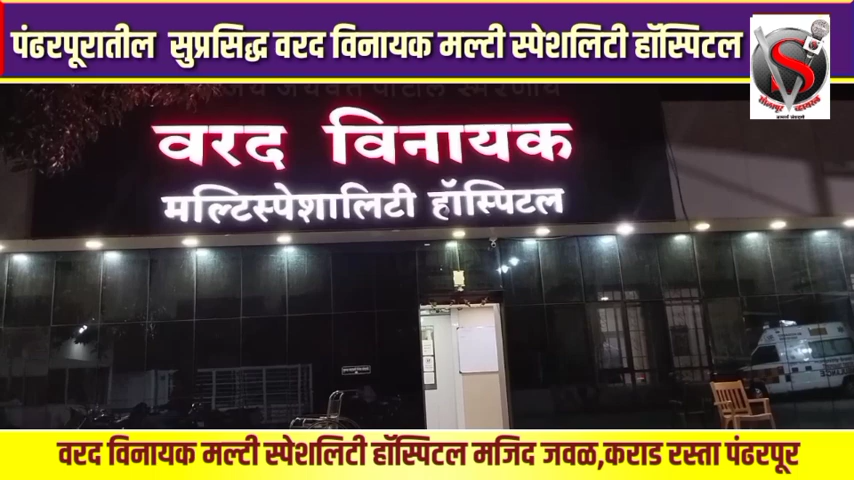 पंढरपूरातील सुप्रसिद्ध वरद विनायक मल्टी स्पेशलिटी हॉस्पिटल
सोलापूर व्हायरल
वरद विनायक
मल्टिस्पेशालिटी हॉस्पिटल
वरद विनायक मल्टी स्पेशलिटी हॉस्पिटल मजिद जवळ,कराड रस्ता पंढरपूर